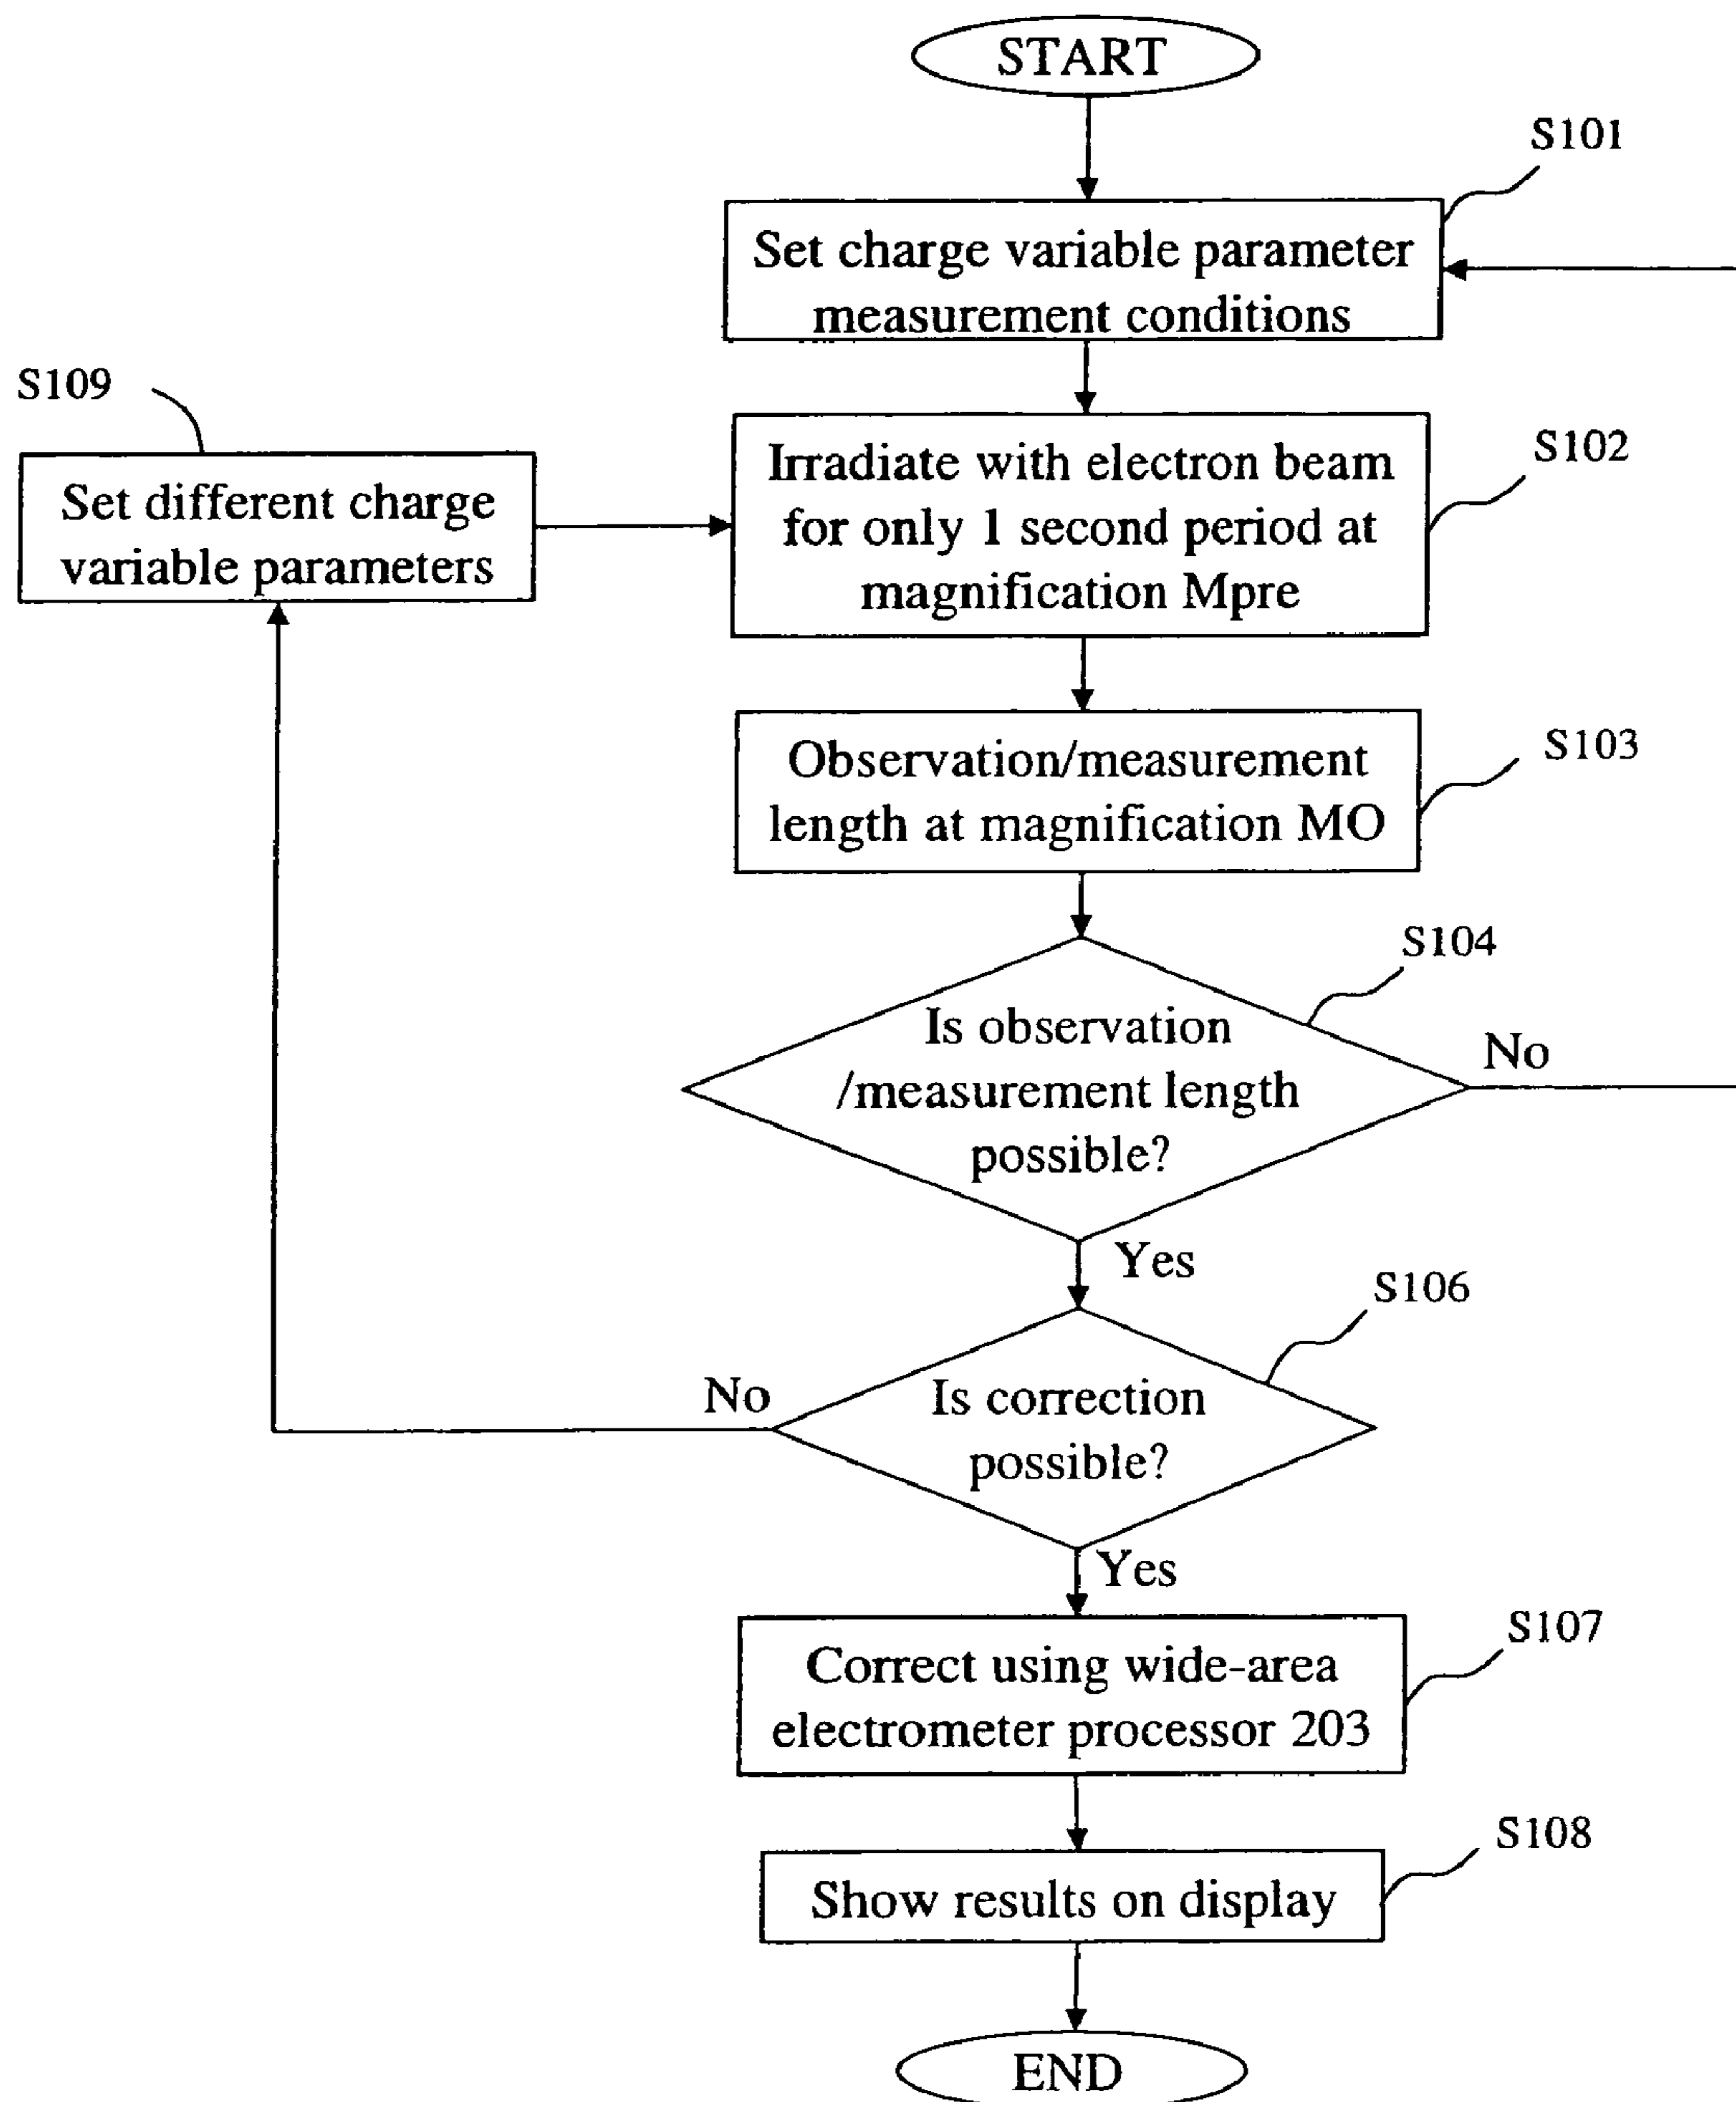 START
S101
Set charge variable parameter
measurement conditions
S109
Set different charge
variable parameters
S102
Irradiate with electron beam
for only 1 second period at
magnification Mpre
S103
Observation/measurement
length at magnification MO
S104
Is observation
/measurement length
possible?
No
Yes
S106
Is correction
possible?
No
Yes
S107
Correct using wide-area
electrometer processor 203
S108
Show results on display
END